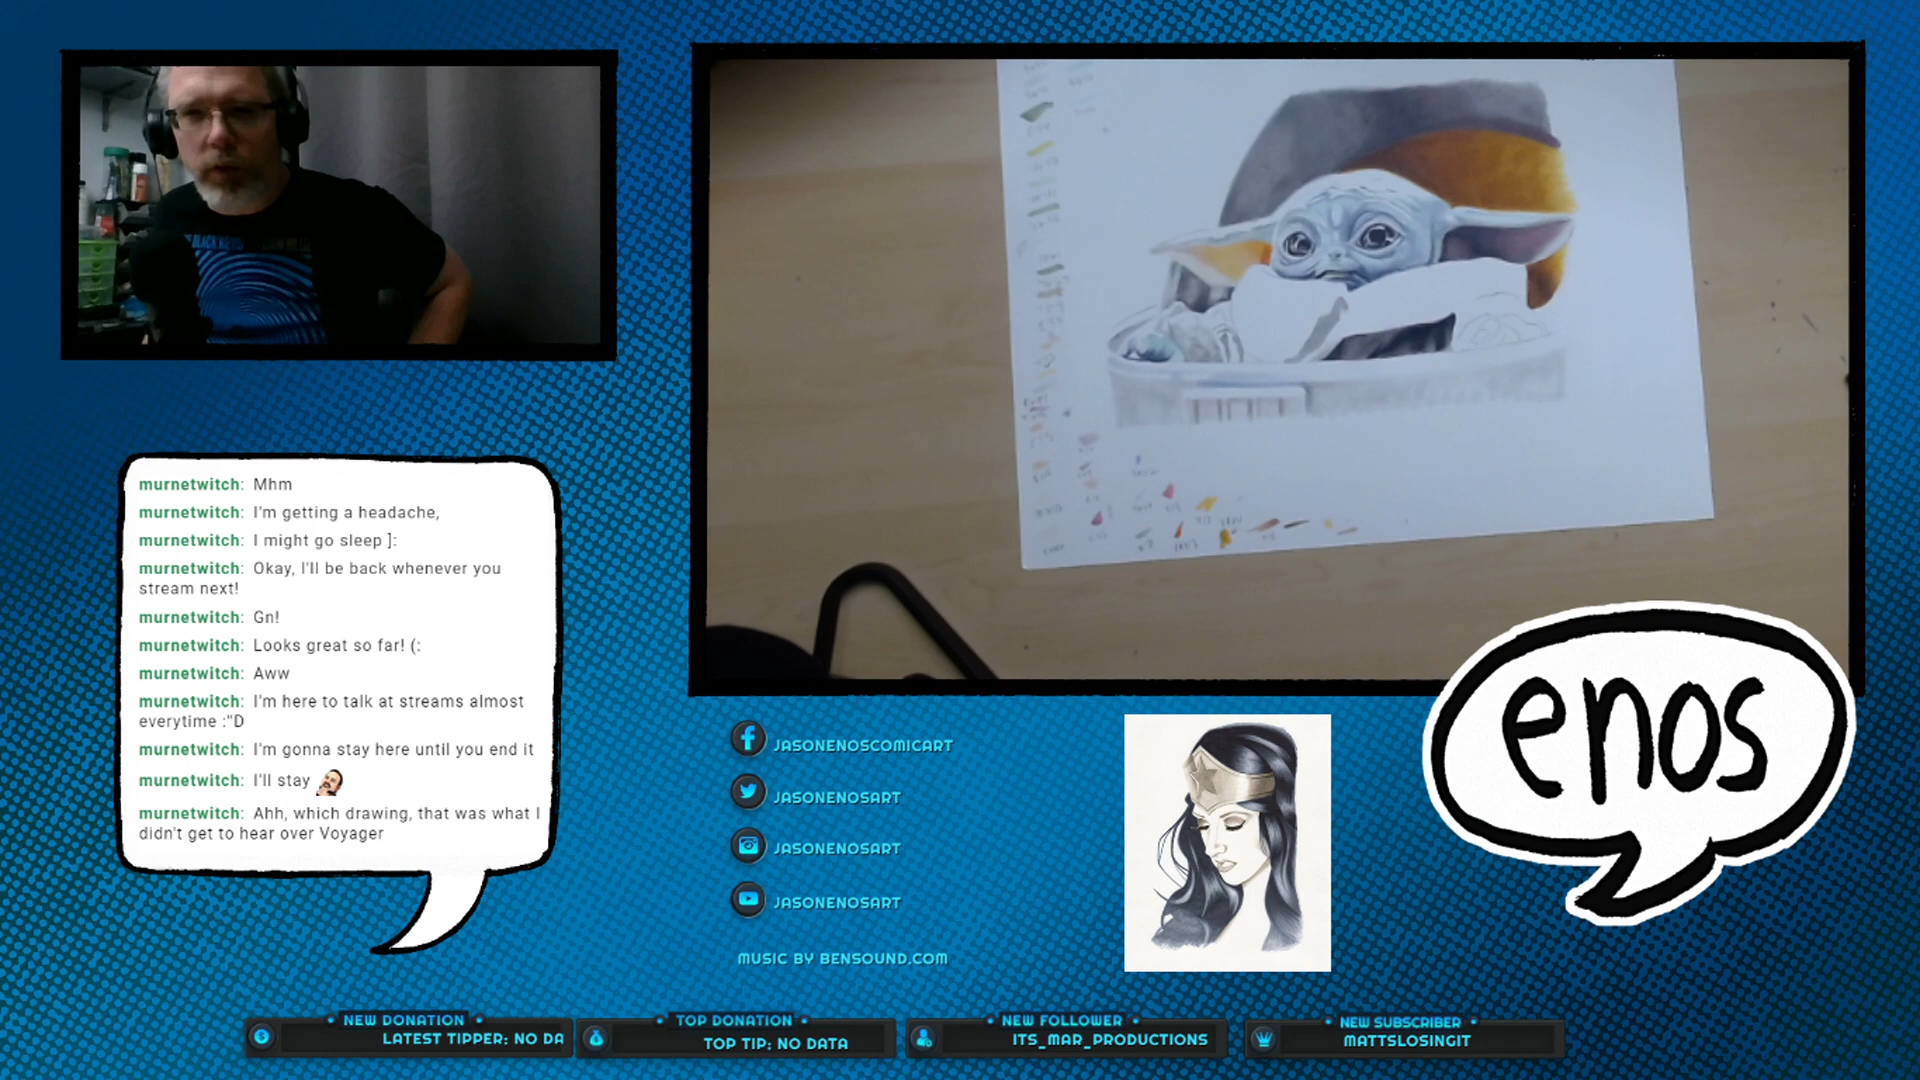 murnetwitch: Mhm
murnetwitch: I'm getting a headache,
murnetwitch: I might go sleep ]:
murnetwitch: Okay, I'll be back whenever you
stream next!
murnetwitch: Gn!
murnetwitch: Looks great so far! (:
murnetwitch: Aww
murnetwitch: I'm here to talk at streams almost
everytime :"D
murnetwitch: I'm gonna stay here until you end it
murnetwitch: I'll stay
murnetwitch: Ahh, which drawing, that was what I
didn't get to hear over Voyager
JASONENOSCOMICART
JASONENOSART
JASONENOSART
JASONENOSART
MUSIC BY BENSOUND.COM
enos
NEW DONATION
LATEST TIPPER: NO DA
TOP DONATION
TOP TIP: NO DATA
NEW FOLLOWER
ITS_MAR_PRODUCTIONS
NEW SUBSCRIBER
MATTSLOSINGIT